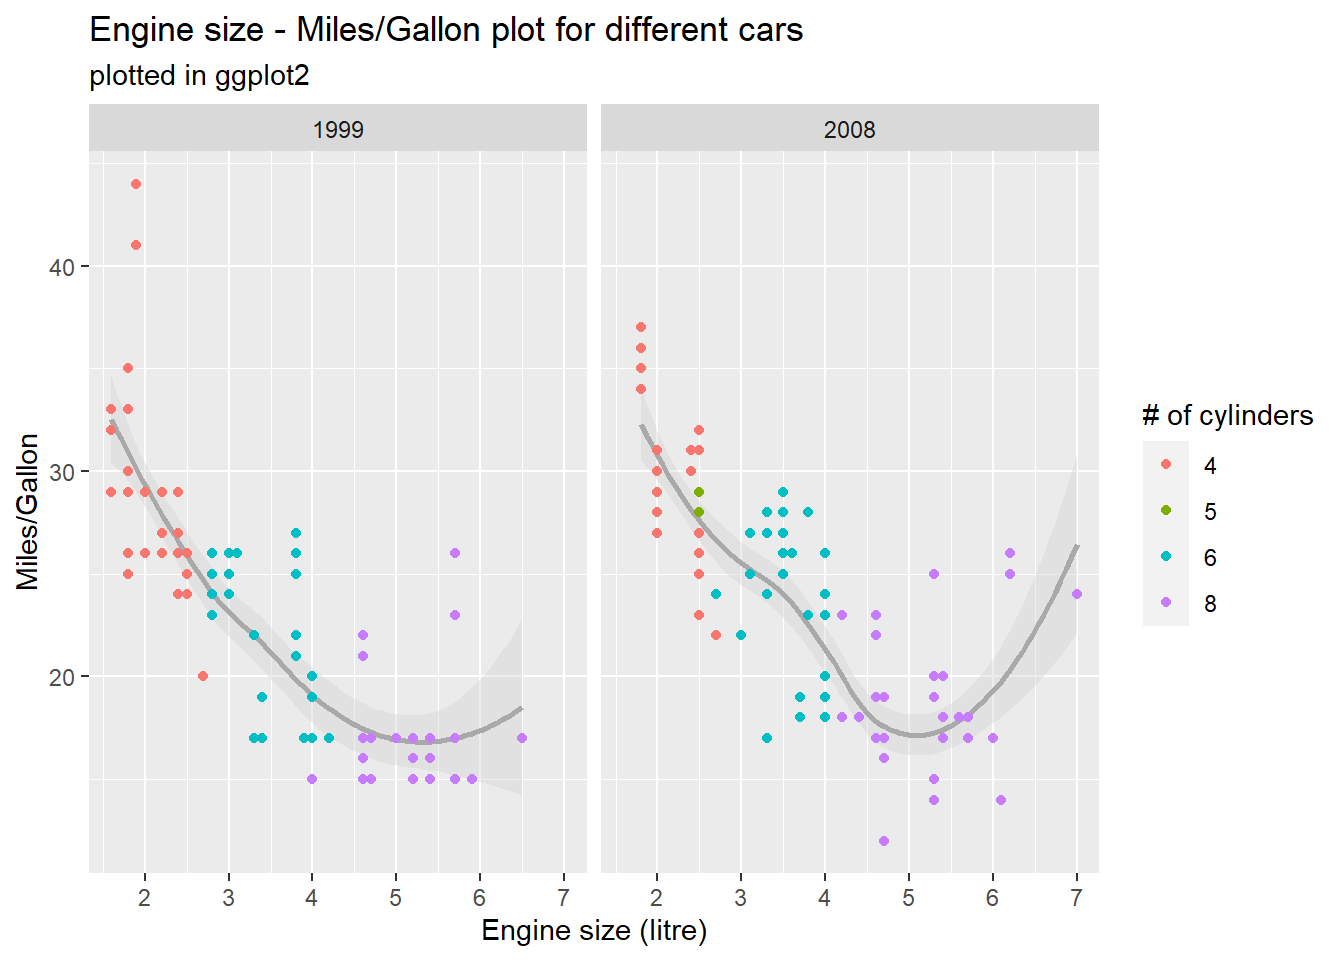 Engine size - Miles/Gallon plot for different cars
plotted in ggplot2
1999 2008
Miles/Gallon
40
30
20
2 3 4 5 6 7 2 3 4 5 6 7
Engine size (litre)
# of cylinders
4
5
6
8